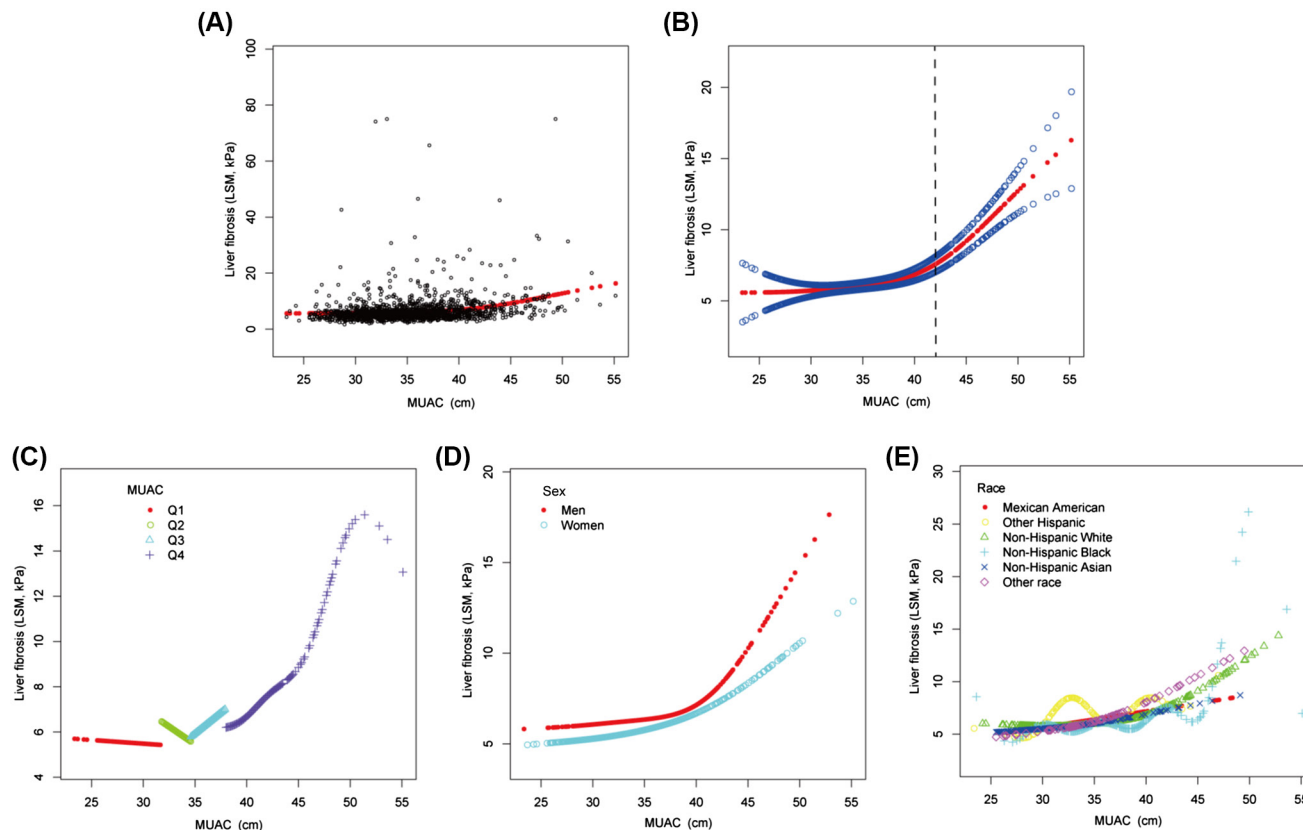 (A)
100
80
60
40
20
0
Liver fibrosis (LSM, kPa)
25 30 35 40 45 50 55
MUAC (cm)
(B)
20
15
10
5
Liver fibrosis (LSM, kPa)
25 30 35 40 45 50 55
MUAC (cm)
(C)
16
14
12
10
8
6
4
Liver fibrosis (LSM, kPa)
MUAC
Q1
Q2
Q3
Q4
25 30 35 40 45 50 55
MUAC (cm)
(D)
20
15
10
5
Liver fibrosis (LSM, kPa)
Sex
Men
Women
25 30 35 40 45 50 55
MUAC (cm)
(E)
30
25
20
15
10
5
Liver fibrosis (LSM, kPa)
Race
Mexican American
Other Hispanic
Non-Hispanic White
Non-Hispanic Black
Non-Hispanic Asian
Other race
25 30 35 40 45 50 55
MUAC (cm)